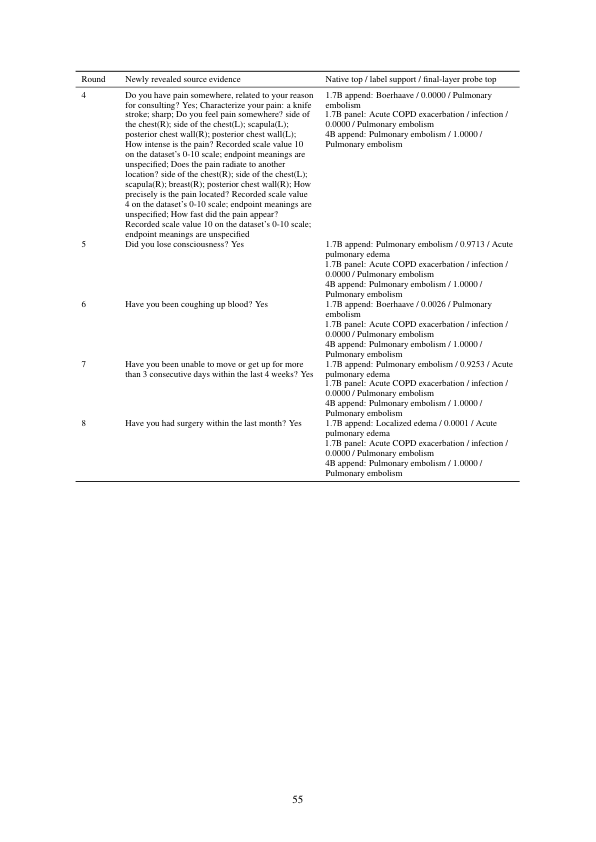 Round Newly revealed source evidence Native top / label support / final-layer probe top
4 Do you have pain somewhere, related to your reason
for consulting? Yes; Characterize your pain: a knife
stroke; sharp; Do you feel pain somewhere? side of
the chest(R); side of the chest(L); scapula(L);
posterior chest wall(R); posterior chest wall(L);
How intense is the pain? Recorded scale value 10
on the dataset's 0-10 scale; endpoint meanings are
unspecified; Does the pain radiate to another
location? side of the chest(R); side of the chest(L);
scapula(R); breast(R); posterior chest wall(R); How
precisely is the pain located? Recorded scale value
4 on the dataset's 0-10 scale; endpoint meanings are
unspecified; How fast did the pain appear?
Recorded scale value 10 on the dataset's 0-10 scale;
endpoint meanings are unspecified
1.7B append: Boerhaave / 0.0000 / Pulmonary
embolism
1.7B panel: Acute COPD exacerbation / infection /
0.0000 / Pulmonary embolism
4B append: Pulmonary embolism / 1.0000 /
Pulmonary embolism
5 Did you lose consciousness? Yes
1.7B append: Pulmonary embolism / 0.9713 / Acute
pulmonary edema
1.7B panel: Acute COPD exacerbation / infection /
0.0000 / Pulmonary embolism
4B append: Pulmonary embolism / 1.0000 /
Pulmonary embolism
6 Have you been coughing up blood? Yes
1.7B append: Boerhaave / 0.0026 / Pulmonary
embolism
1.7B panel: Acute COPD exacerbation / infection /
0.0000 / Pulmonary embolism
4B append: Pulmonary embolism / 1.0000 /
Pulmonary embolism
7 Have you been unable to move or get up for more
than 3 consecutive days within the last 4 weeks? Yes
1.7B append: Pulmonary embolism / 0.9253 / Acute
pulmonary edema
1.7B panel: Acute COPD exacerbation / infection /
0.0000 / Pulmonary embolism
4B append: Pulmonary embolism / 1.0000 /
Pulmonary embolism
8 Have you had surgery within the last month? Yes
1.7B append: Localized edema / 0.0001 / Acute
pulmonary edema
1.7B panel: Acute COPD exacerbation / infection /
0.0000 / Pulmonary embolism
4B append: Pulmonary embolism / 1.0000 /
Pulmonary embolism
55